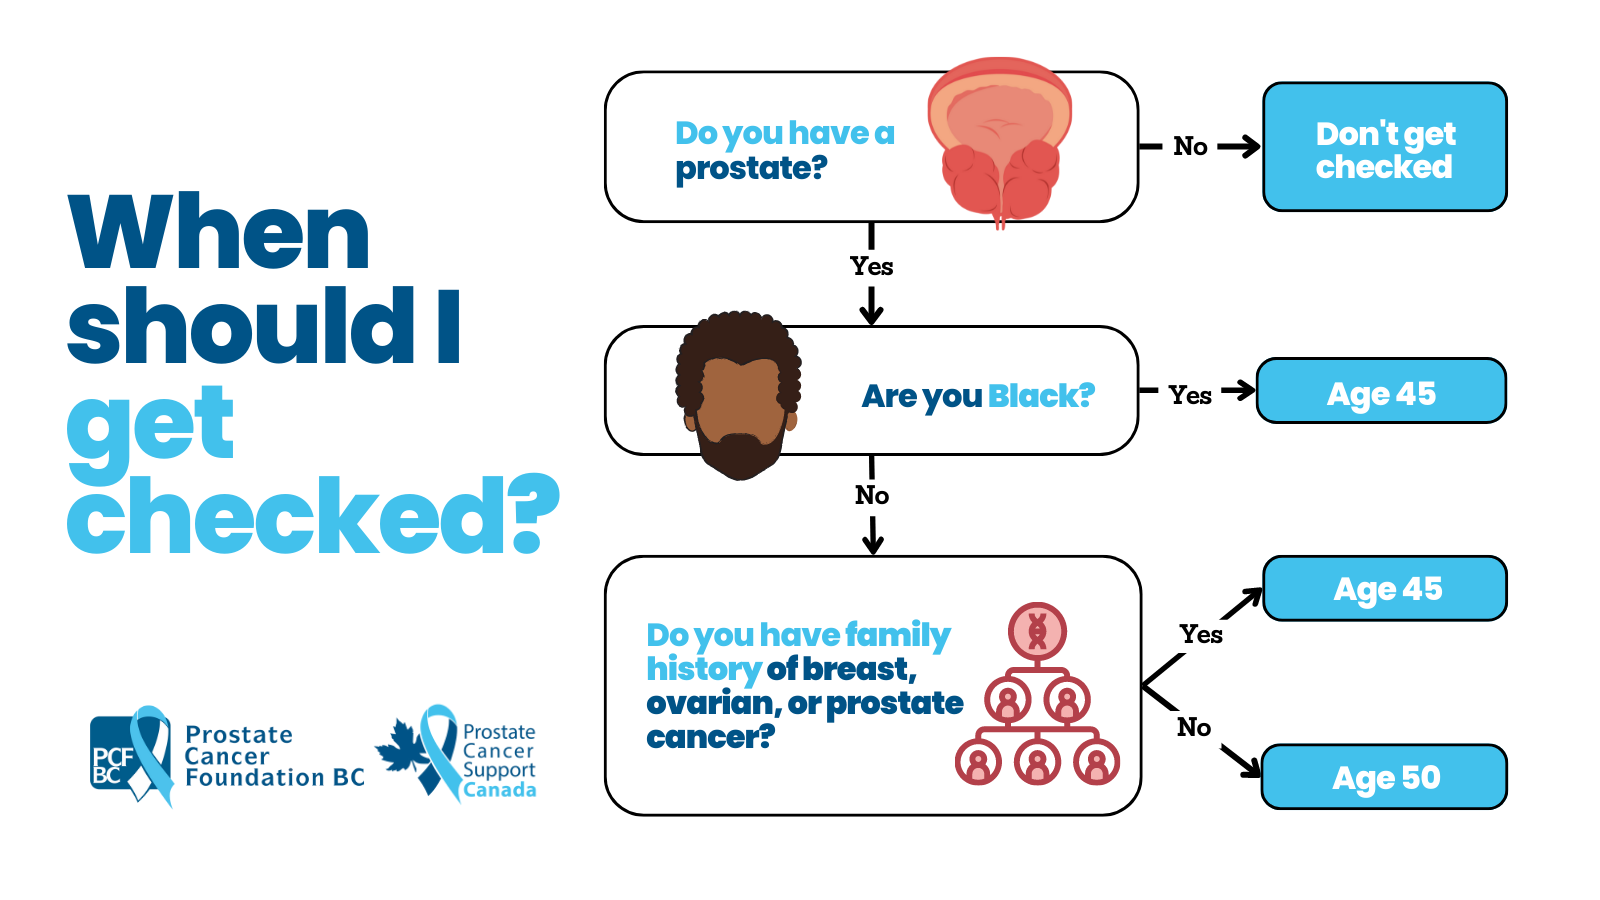 When
should I
get
checked?
Do you have a
prostate?
No
Don't get
checked
Yes
Are you Black?
Yes
Age 45
No
Do you have family
history of breast,
ovarian, or prostate
cancer?
Yes
Age 45
No
Age 50
PCF
BC
Prostate
Cancer
Foundation BC
Prostate
Cancer
Support
Canada